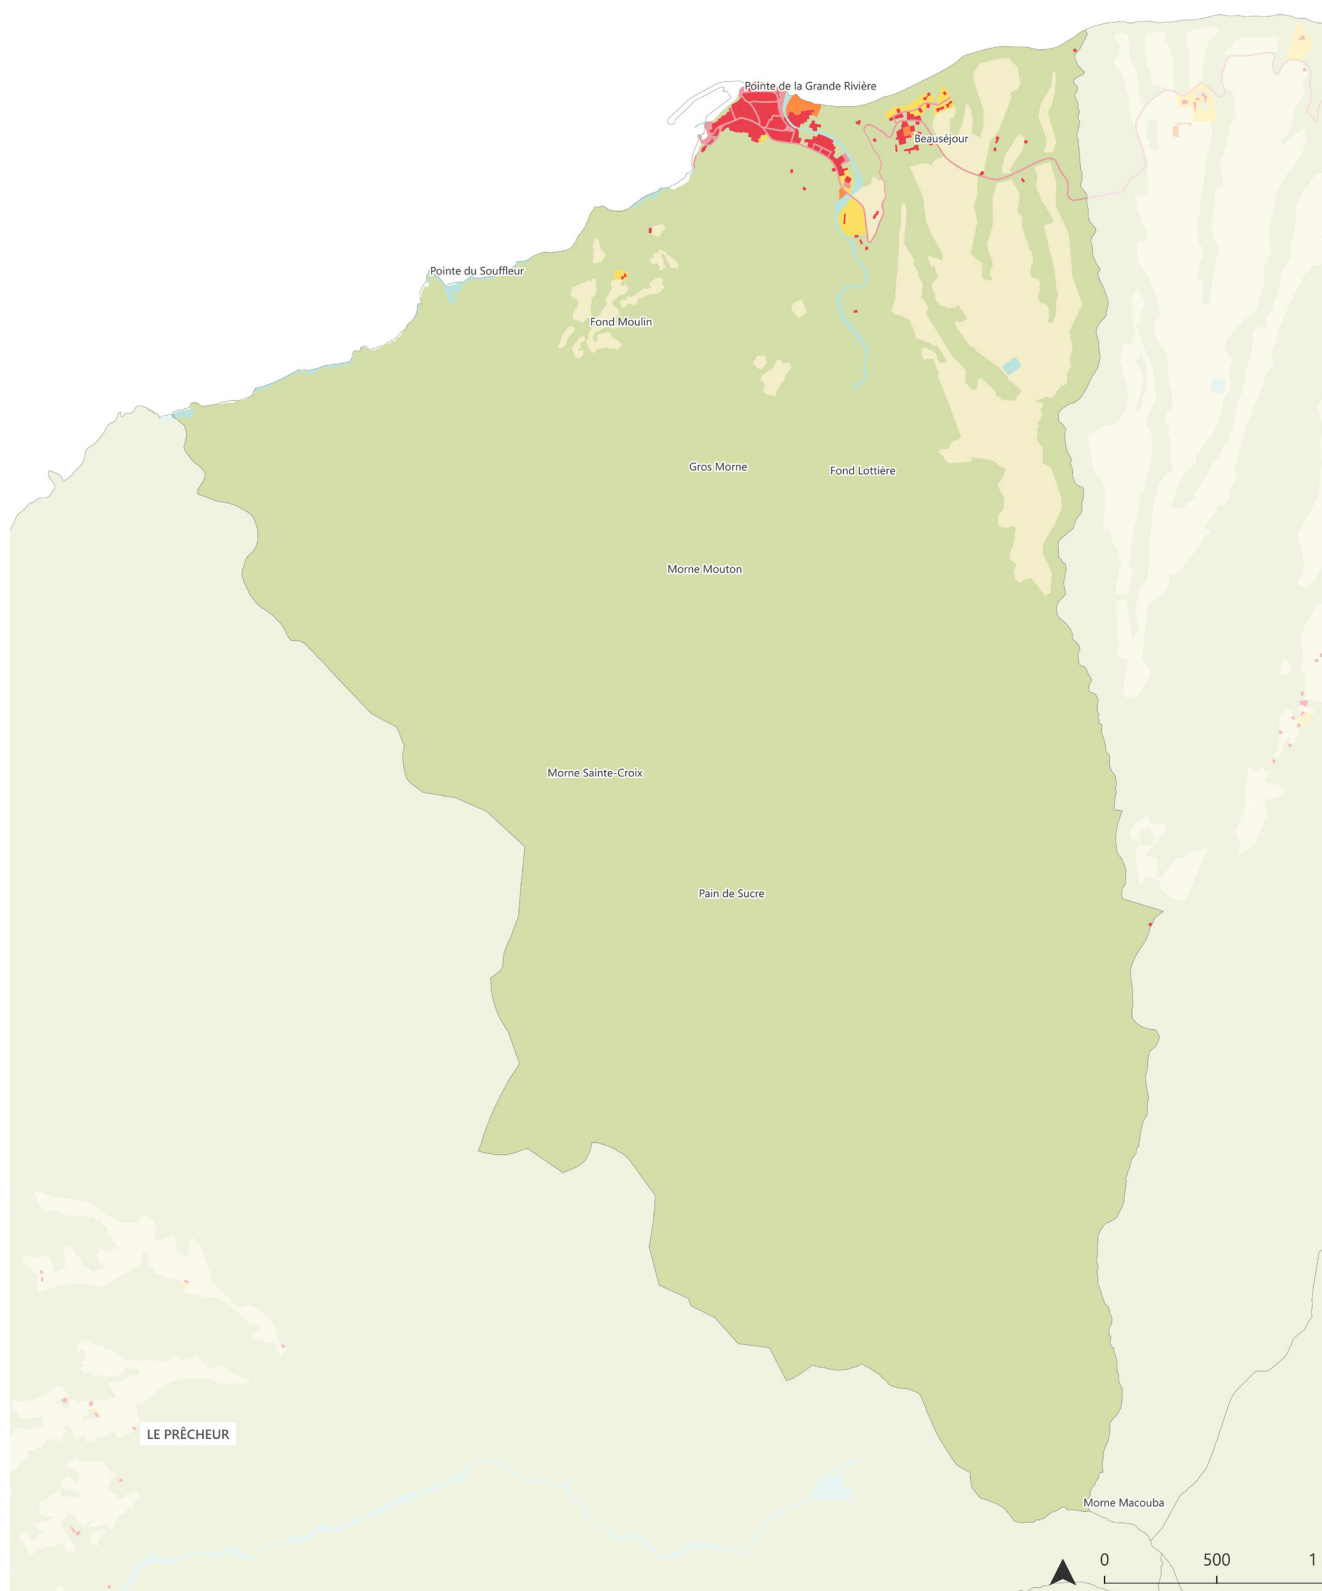 Pointe de la Grande Rivière
Beauséjour
Pointe du Souffleur
Fond Moulin
Gros Morne
Fond Lottière
Morne Mouton
Morne Sainte-Croix
Pain de Sucre
LE PRÊCHEUR
Morne Macouba
0 500 1